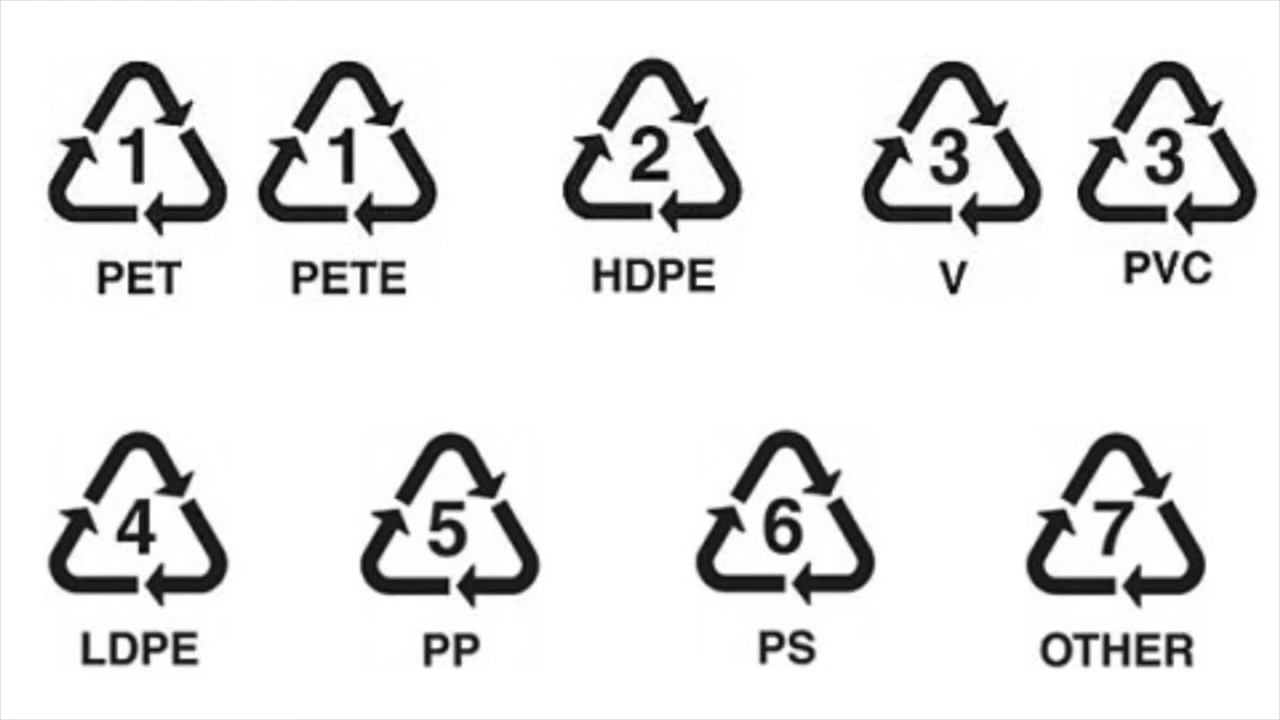 1 1 2 3 3
PET PETE HDPE V PVC
4 5 6 7
LDPE PP PS OTHER